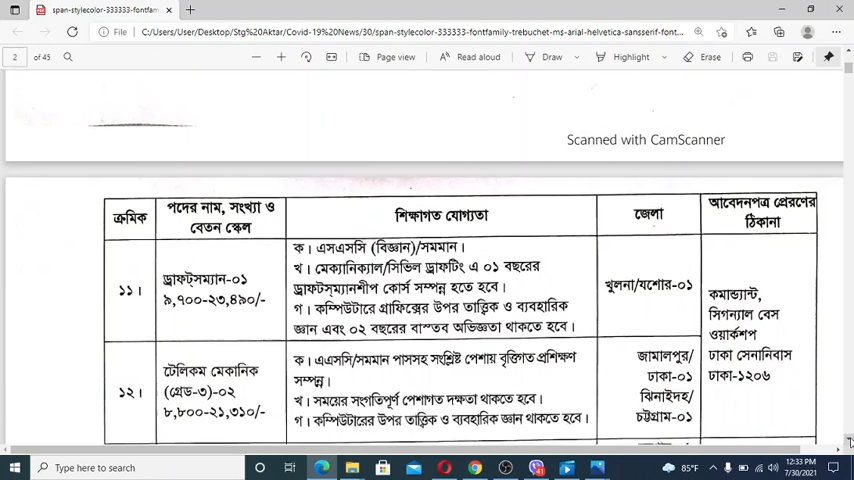 span-stylecolor-333333-fontfam
File
C:/Users/User/Desktop/Stg%20Aktar/Covid-19%20News/30/span-stylecolor-333333-fontfamily-trebuchet-ms-arial-helvetica-sansserif-font...
2 of 45
Page view
Read aloud
Draw
Highlight
Erase
Scanned with CamScanner
ক্রমিক
পদের নাম, সংখ্যা ও
বেতন স্কেল
শিক্ষাগত যোগ্যতা
জেলা
আবেদনপত্র প্রেরণের
ঠিকানা
১১।
ড্রাফট্সম্যান-০১
৯,৭০০-২৩,৪৯০/-
ক। এসএসসি (বিজ্ঞান)/সমমান।
খ। মেক্যানিক্যাল/সিভিল ড্রাফটিং এ ০১ বছরের
ড্রাফটস্ম্যানশীপ কোর্স সম্পন্ন হতে হবে।
গ। কম্পিউটারে গ্রাফিক্সের উপর তাত্ত্বিক ও ব্যবহারিক
জ্ঞান এবং ০২ বছরের বাস্তব অভিজ্ঞতা থাকতে হবে।
খুলনা/যশোর-০১
কমান্ড্যান্ট,
সিগন্যাল বেস
ওয়ার্কশপ
ঢাকা সেনানিবাস
ঢাকা-১২০৬
১২।
টেলিকম মেকানিক
(গ্রেড-৩)-০২
৮,৮০০-২১,৩১০/-
ক। এএসসি/সমমান পাসসহ সংশ্লিষ্ট পেশায় বৃত্তিগত প্রশিক্ষণ
সম্পন্ন।
খ। সময়ের সংগতিপূর্ণ পেশাগত দক্ষতা থাকতে হবে।
গ। কম্পিউটারের উপর তাত্ত্বিক ও ব্যবহারিক জ্ঞান থাকতে হবে।
জামালপুর/
ঢাকা-০১
ঝিনাইদহ/
চট্টগ্রাম-০১
Type here to search
41
85°F
12:33 PM
7/30/2021